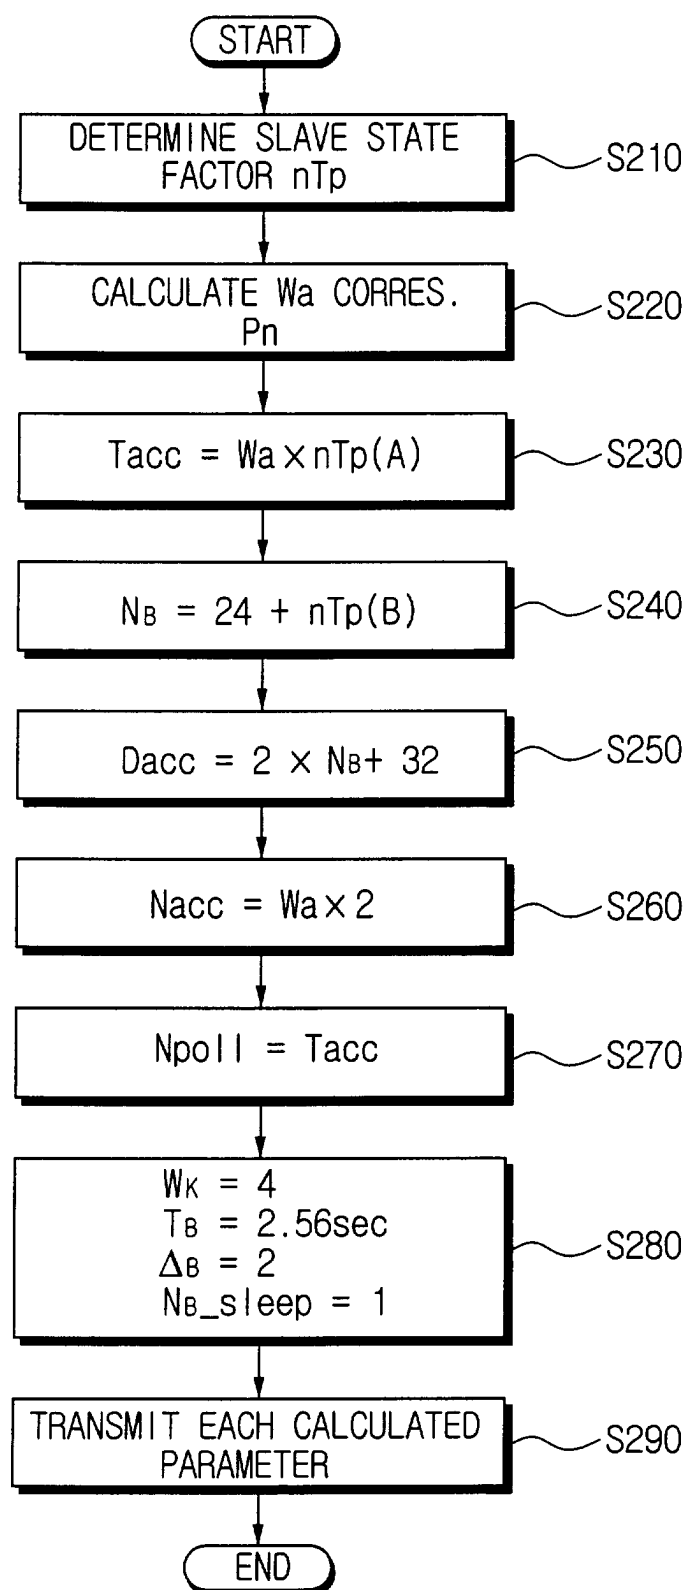 START
DETERMINE SLAVE STATE
FACTOR nTp
S210
CALCULATE Wa CORRES.
Pn
S220
Tacc = Wa×nTp(A)
S230
NB = 24 + nTp(B)
S240
Dacc = 2 × NB+ 32
S250
Nacc = Wa×2
S260
Npoll = Tacc
S270
WK = 4
TB = 2.56sec
ΔB = 2
NB_sleep = 1
S280
TRANSMIT EACH CALCULATED
PARAMETER
S290
END